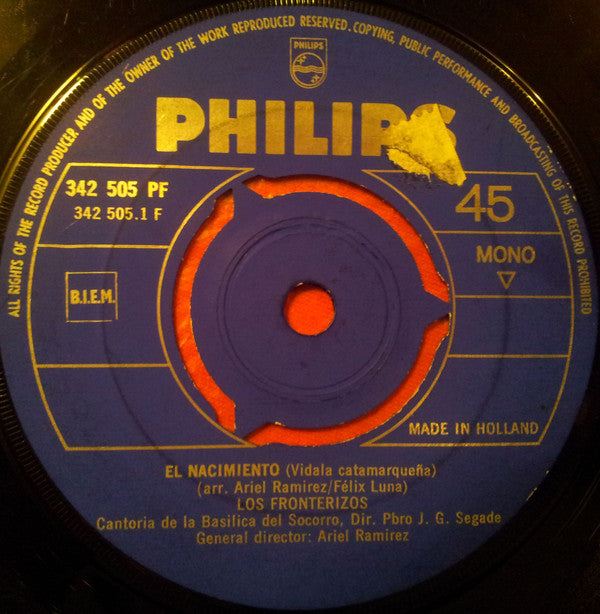 ALL RIGHTS OF THE RECORD PRODUCER AND OF THE OWNER OF THE WORK REPRODUCED RESERVED. COPYING, PUBLIC PERFORMANCE AND BROADCASTING OF THIS RECORD PROHIBITED
PHILIPS
PHILIPS
342 505 PF
342 505.1 F
45
MONO
B.I.E.M.
MADE IN HOLLAND
EL NACIMIENTO (Vidala catamarqueña)
(arr. Ariel Ramirez/Félix Luna)
LOS FRONTERIZOS
Cantoria de la Basilica del Socorro, Dir. Pbro J. G. Segade
General director: Ariel Ramirez